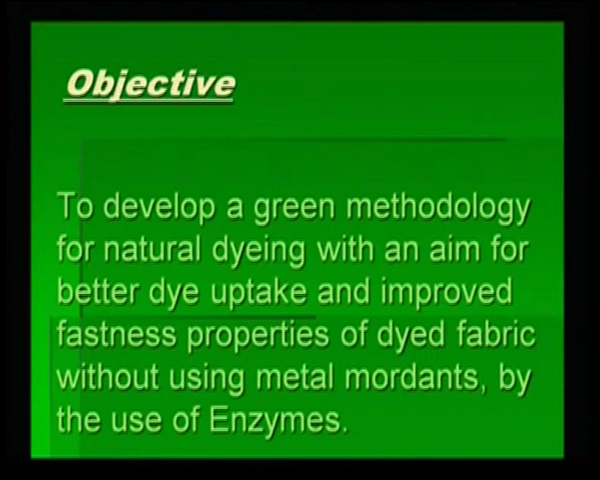 Objective
To develop a green methodology
for natural dyeing with an aim for
better dye uptake and improved
fastness properties of dyed fabric
without using metal mordants, by
the use of Enzymes.